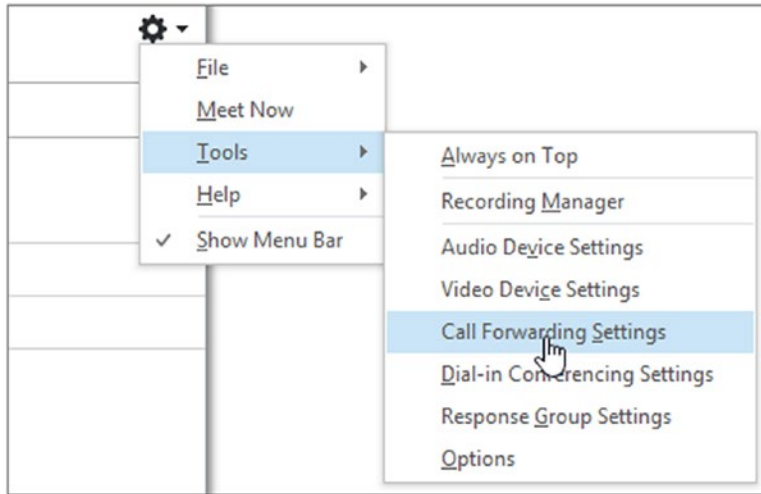 File
Meet Now
Tools
Help
Show Menu Bar
Always on Top
Recording Manager
Audio Device Settings
Video Device Settings
Call Forwarding Settings
Dial-in Conferencing Settings
Response Group Settings
Options